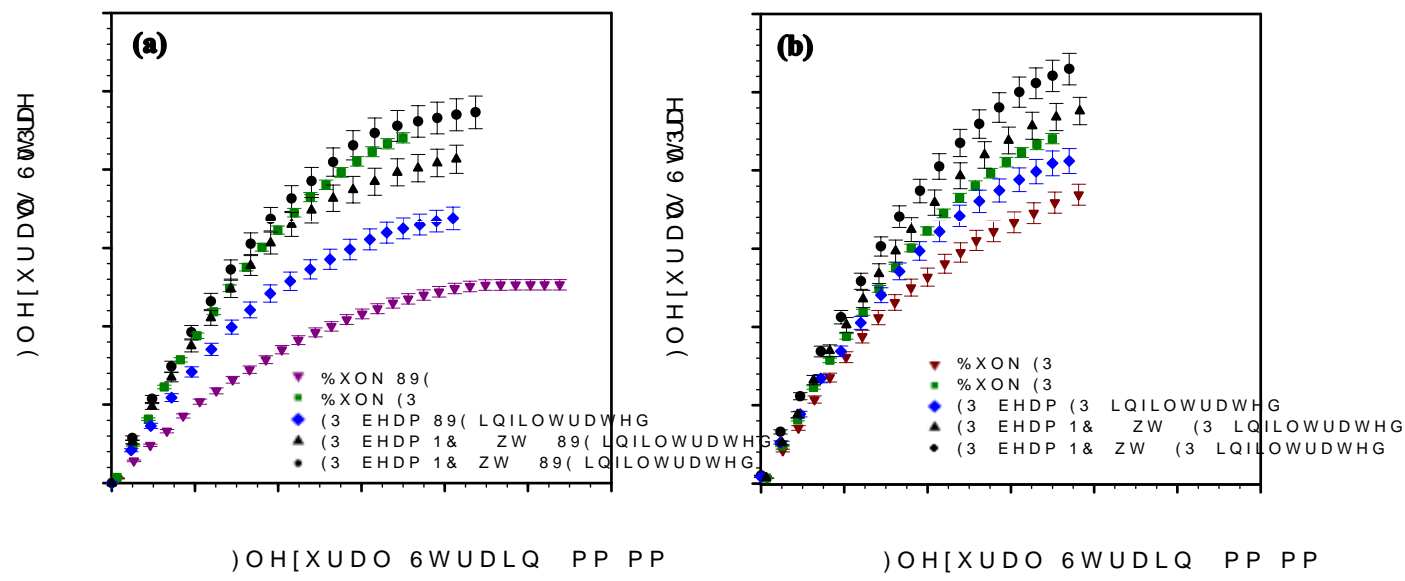 (a)
)OH[XUDO 6WUDLQ PP PP
%XON 89(
%XON (3
(3 EHDP 89( LQILOWUDWHG
(3 EHDP 1& ZW 89( LQILOWUDWHG
(3 EHDP 1& ZW 89( LQILOWUDWHG
(b)
)OH[XUDO 6WUDLQ PP PP
%XON (3
%XON (3
(3 EHDP (3 LQILOWUDWHG
(3 EHDP 1& ZW (3 LQILOWUDWHG
(3 EHDP 1& ZW (3 LQILOWUDWHG